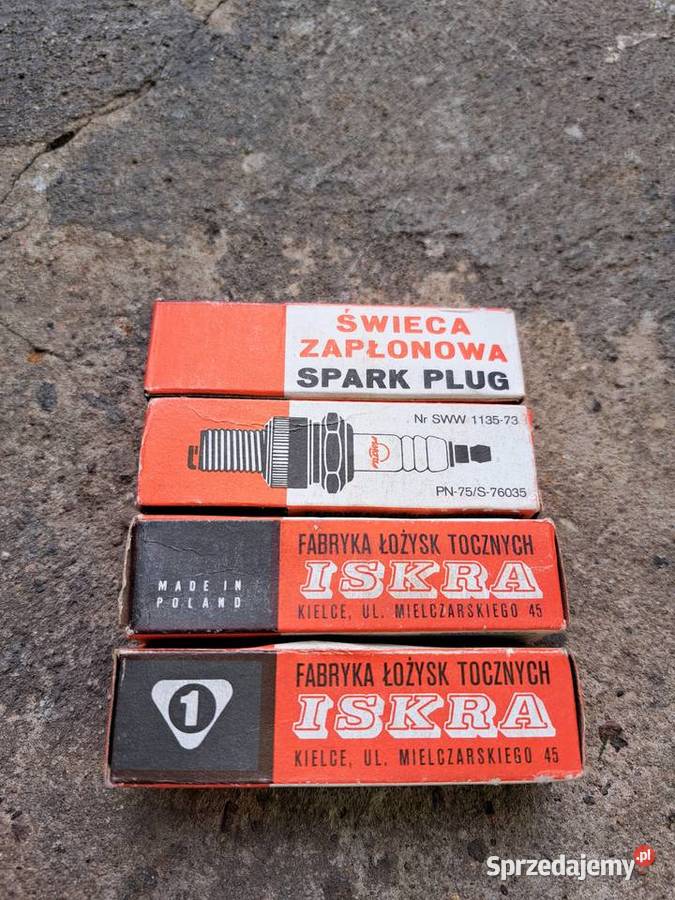 ŚWIECA
ZAPŁONOWA
SPARK PLUG
Nr SWW 1135-73
PN-75/S-76035
MADE IN
POLAND
FABRYKA ŁOŻYSK TOCZNYCH
ISKRA
KIELCE, UL. MIELCZARSKIEGO 45
1
FABRYKA ŁOŻYSK TOCZNYCH
ISKRA
KIELCE, UL. MIELCZARSKIEGO 45
Sprzedajemy.pl